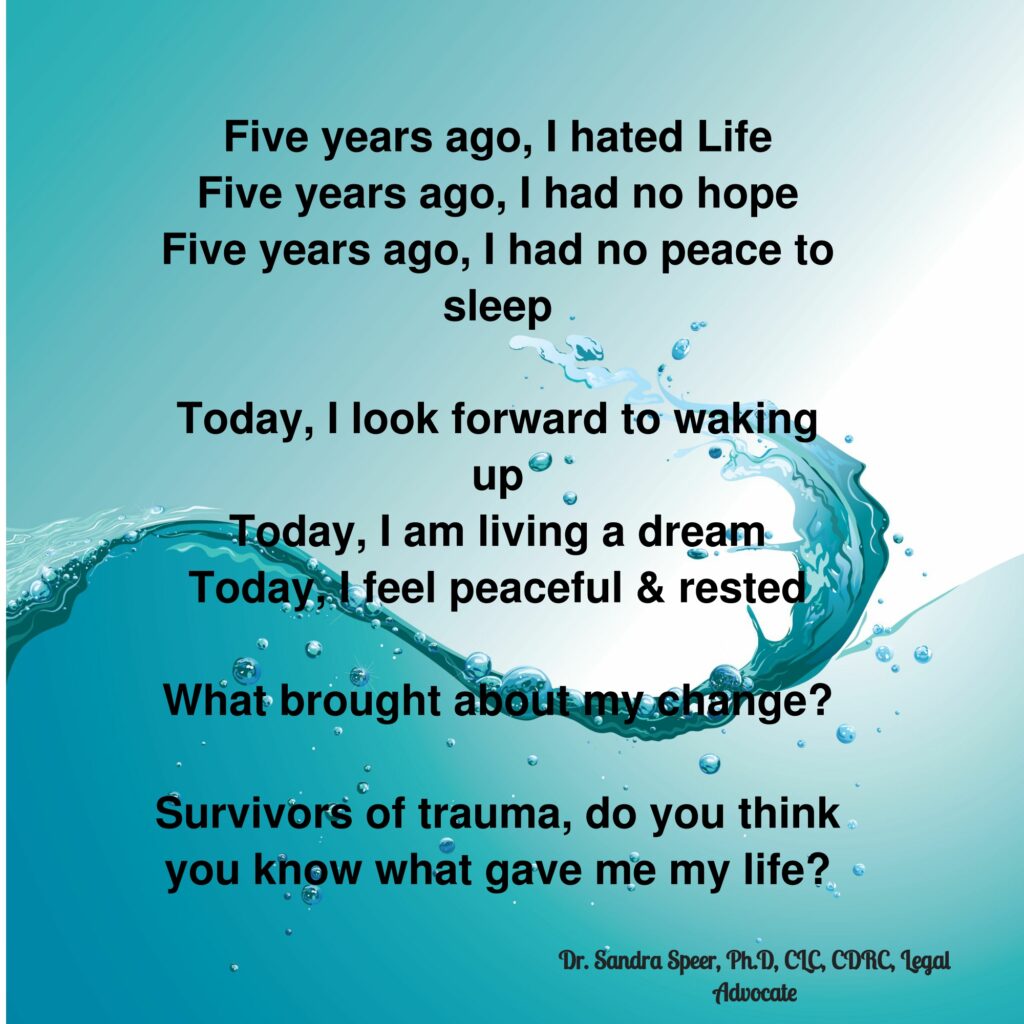 Five years ago, I hated Life
Five years ago, I had no hope
Five years ago, I had no peace to
sleep
Today, I look forward to waking
up
Today, I am living a dream
Today, I feel peaceful & rested
What brought about my change?
Survivors of trauma, do you think
you know what gave me my life?
Dr. Sandra Speer, Ph.D, CLC, CDRC, Legal
Advocate